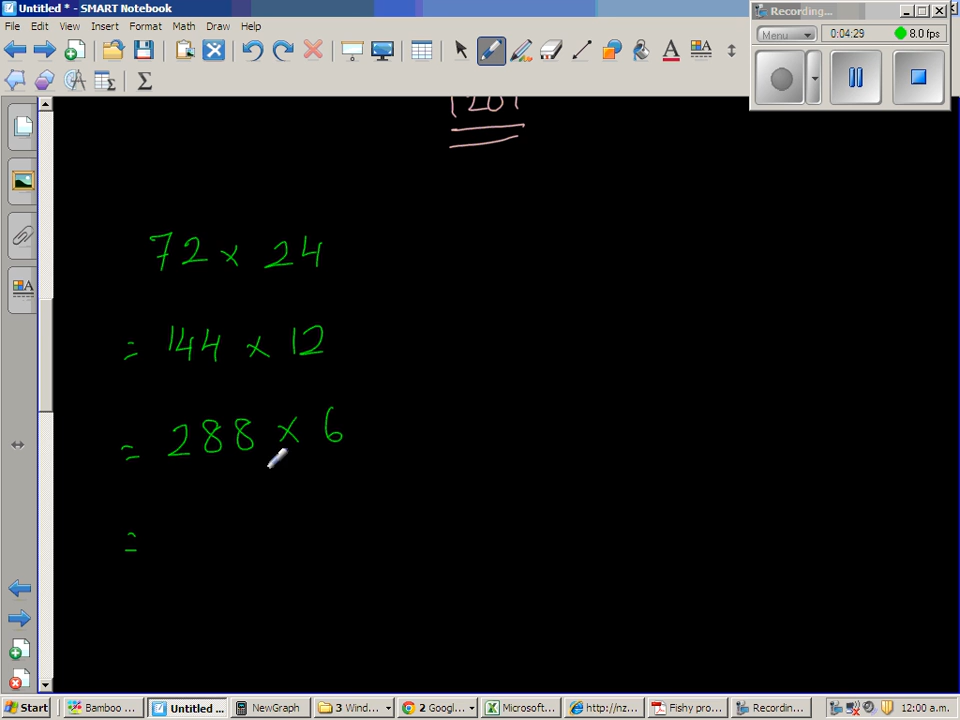 Untitled * - SMART Notebook
File Edit View Insert Format Math Draw Help
Recording...
Menu 0:04:29 8.0 fps
72 × 24
= 144 × 12
= 288 × 6
=
Start Bamboo ... Untitled ... NewGraph 3 Wind... 2 Googl... Microsoft... http://nz... Fishy pro... Recording... 12:00 a.m.